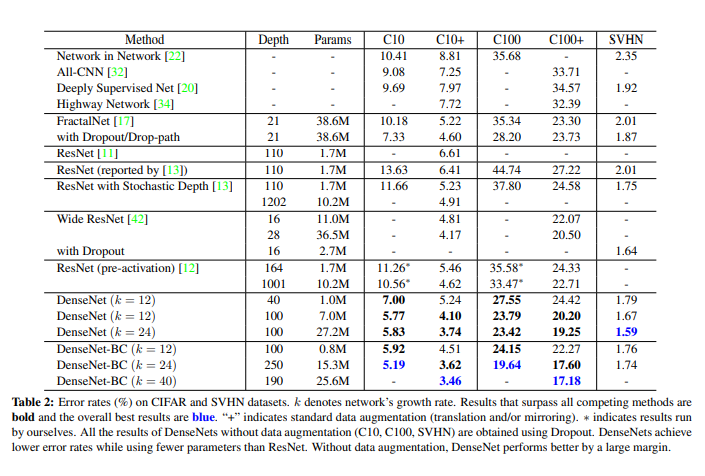 Method Depth Params C10 C10+ C100 C100+ SVHN
Network in Network [22] - - 10.41 8.81 35.68 - 2.35
All-CNN [32] - - 9.08 7.25 - 33.71 -
Deeply Supervised Net [20] - - 9.69 7.97 - 34.57 1.92
Highway Network [34] - - - 7.72 - 32.39 -
FractalNet [17] 21 38.6M 10.18 5.22 35.34 23.30 2.01
with Dropout/Drop-path 21 38.6M 7.33 4.60 28.20 23.73 1.87
ResNet [11] 110 1.7M - 6.61 - - -
ResNet (reported by [13]) 110 1.7M 13.63 6.41 44.74 27.22 2.01
ResNet with Stochastic Depth [13] 110 1.7M 11.66 5.23 37.80 24.58 1.75
1202 10.2M - 4.91 - - -
Wide ResNet [42] 16 11.0M - 4.81 - 22.07 -
28 36.5M - 4.17 - 20.50 -
with Dropout 16 2.7M - - - - 1.64
ResNet (pre-activation) [12] 164 1.7M 11.26* 5.46 35.58* 24.33 -
1001 10.2M 10.56* 4.62 33.47* 22.71 -
DenseNet (k = 12) 40 1.0M 7.00 5.24 27.55 24.42 1.79
DenseNet (k = 12) 100 7.0M 5.77 4.10 23.79 20.20 1.67
DenseNet (k = 24) 100 27.2M 5.83 3.74 23.42 19.25 1.59
DenseNet-BC (k = 12) 100 0.8M 5.92 4.51 24.15 22.27 1.76
DenseNet-BC (k = 24) 250 15.3M 5.19 3.62 19.64 17.60 1.74
DenseNet-BC (k = 40) 190 25.6M - 3.46 - 17.18 -
Table 2: Error rates (%) on CIFAR and SVHN datasets. k denotes network's growth rate. Results that surpass all competing methods are
bold and the overall best results are blue. “+” indicates standard data augmentation (translation and/or mirroring). * indicates results run
by ourselves. All the results of DenseNets without data augmentation (C10, C100, SVHN) are obtained using Dropout. DenseNets achieve
lower error rates while using fewer parameters than ResNet. Without data augmentation, DenseNet performs better by a large margin.